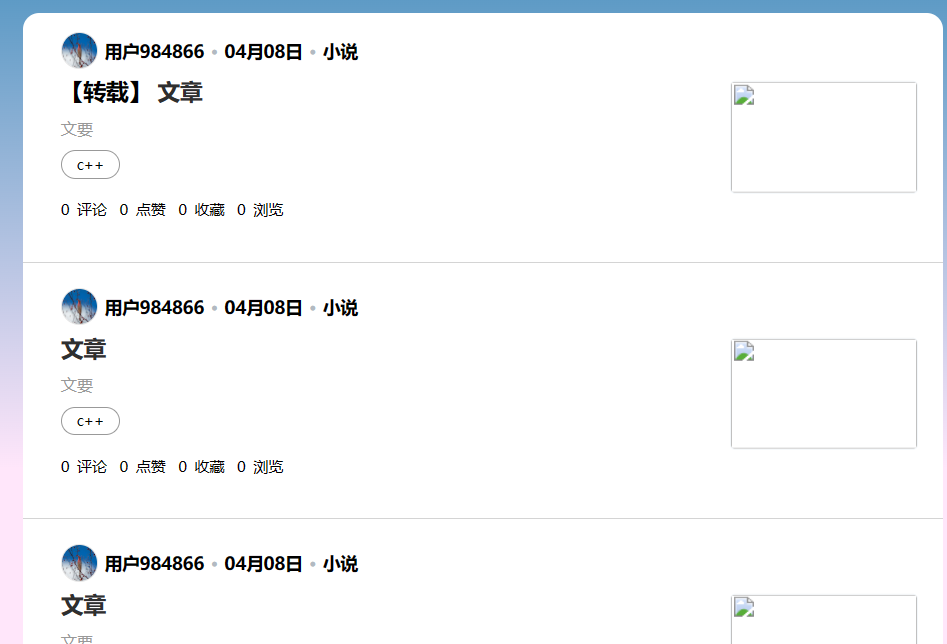 用户984866 • 04月08日 • 小说
【转载】 文章
文要
c++
0 评论 0 点赞 0 收藏 0 浏览
用户984866 • 04月08日 • 小说
文章
文要
c++
0 评论 0 点赞 0 收藏 0 浏览
用户984866 • 04月08日 • 小说
文章
文要